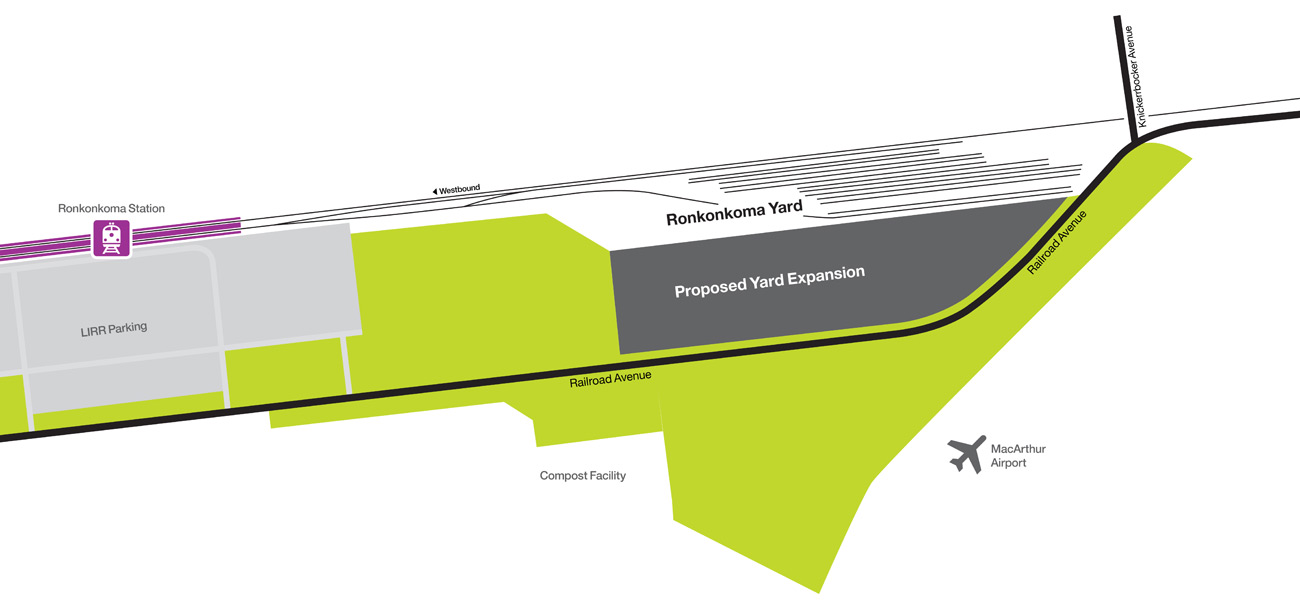 Knickerrbocker Avenue
Westbound
Ronkonkoma Station
Ronkonkoma Yard
Railroad Avenue
Proposed Yard Expansion
LIRR Parking
Railroad Avenue
MacArthur
Airport
Compost Facility